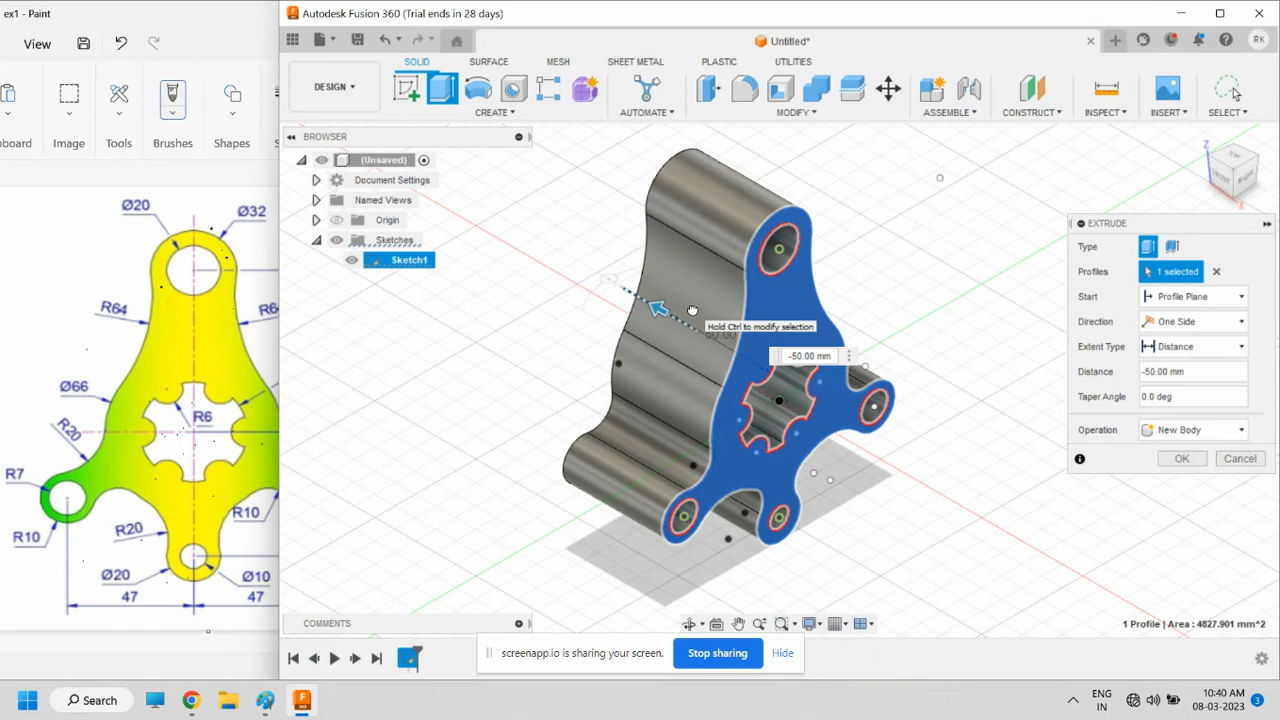 ex1 - Paint
View
Image
Tools
Brushes
Shapes
Ø20
Ø32
R64
Ø66
R6
R20
R7
R10
R20
R10
Ø20
Ø10
47
47
Autodesk Fusion 360 (Trial ends in 28 days)
Untitled*
RK
SOLID SURFACE MESH SHEET METAL PLASTIC UTILITIES
DESIGN
CREATE AUTOMATE MODIFY ASSEMBLE CONSTRUCT INSPECT INSERT SELECT
BROWSER
(Unsaved)
Document Settings
Named Views
Origin
Sketches
Sketch1
Hold Ctrl to modify selection
-50.00 mm
Z
EXTRUDE
Type
Profiles 1 selected
Start Profile Plane
Direction One Side
Extent Type Distance
Distance -50.00 mm
Taper Angle 0.0 deg
Operation New Body
OK Cancel
COMMENTS
1 Profile | Area : 4827.901 mm^2
screenapp.io is sharing your screen. Stop sharing Hide
Search
ENG
IN
10:40 AM
08-03-2023
3